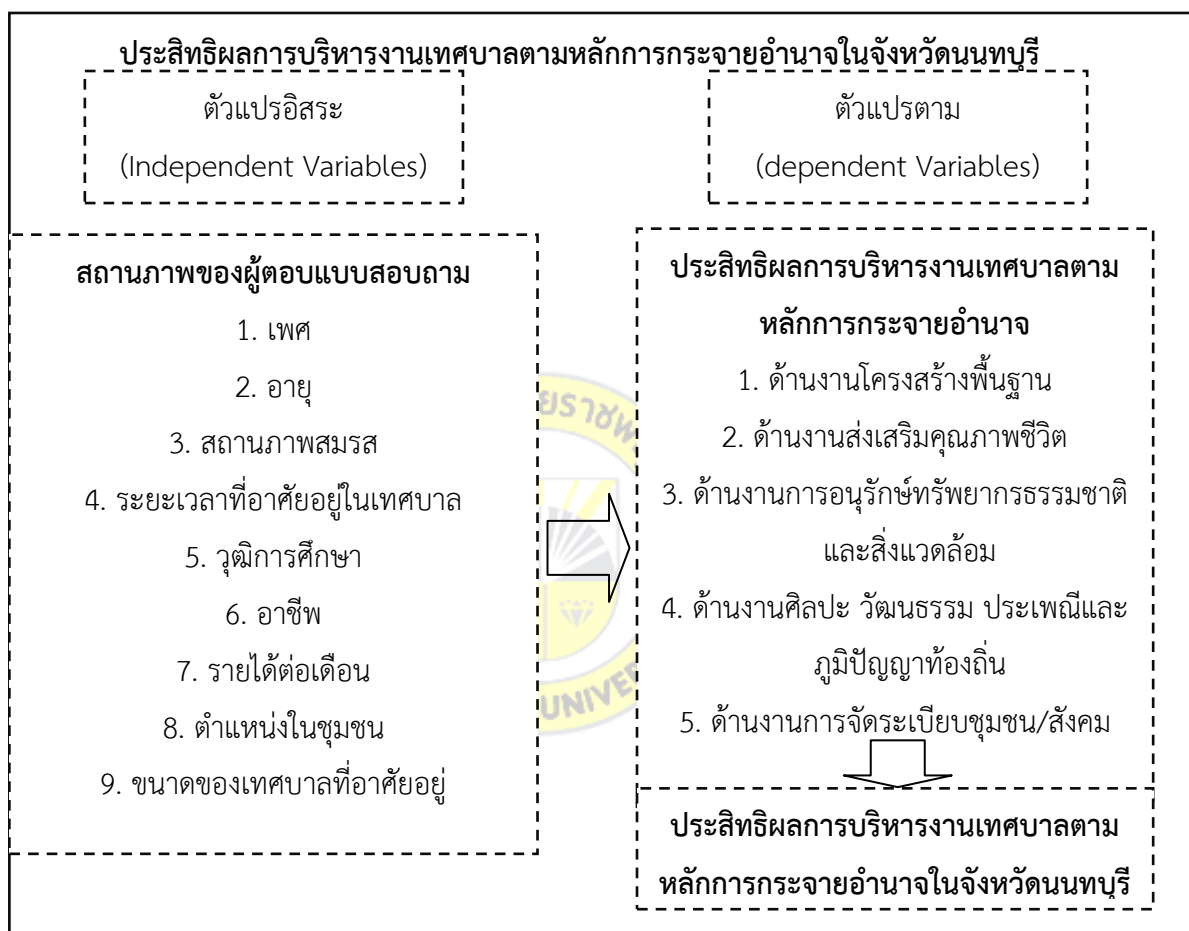 ประสิทธิผลการบริหารงานเทศบาลตามหลักการกระจายอำนาจในจังหวัดนนทบุรี
ตัวแปรอิสระ
(Independent Variables)
ตัวแปรตาม
(dependent Variables)
สถานภาพของผู้ตอบแบบสอบถาม
1. เพศ
2. อายุ
3. สถานภาพสมรส
4. ระยะเวลาที่อาศัยอยู่ในเทศบาล
5. วุฒิการศึกษา
6. อาชีพ
7. รายได้ต่อเดือน
8. ตำแหน่งในชุมชน
9. ขนาดของเทศบาลที่อาศัยอยู่
ประสิทธิผลการบริหารงานเทศบาลตาม
หลักการกระจายอำนาจ
1. ด้านงานโครงสร้างพื้นฐาน
2. ด้านงานส่งเสริมคุณภาพชีวิต
3. ด้านงานการอนุรักษ์ทรัพยากรธรรมชาติ
และสิ่งแวดล้อม
4. ด้านงานศิลปะ วัฒนธรรม ประเพณีและ
ภูมิปัญญาท้องถิ่น
5. ด้านงานการจัดระเบียบชุมชน/สังคม
ประสิทธิผลการบริหารงานเทศบาลตาม
หลักการกระจายอำนาจในจังหวัดนนทบุรี